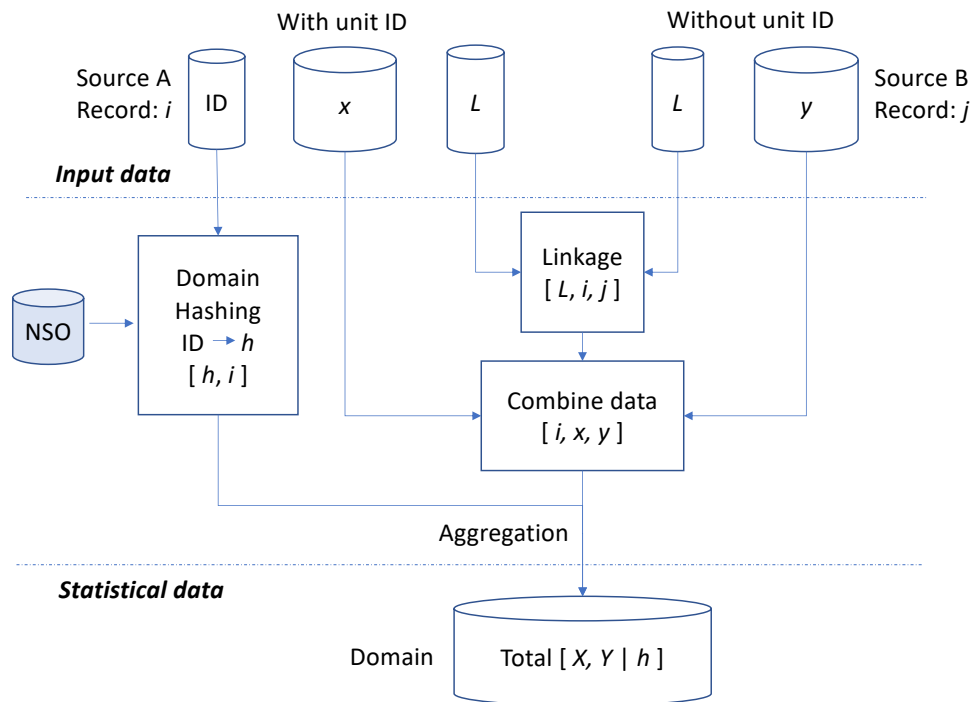 With unit ID
Without unit ID
Source A
Record: i
ID
x
L
L
y
Source B
Record: j
Input data
Domain
Hashing
ID → h
[ h, i ]
NSO
Linkage
[ L, i, j ]
Combine data
[ i, x, y ]
Aggregation
Statistical data
Domain
Total [ X, Y | h ]